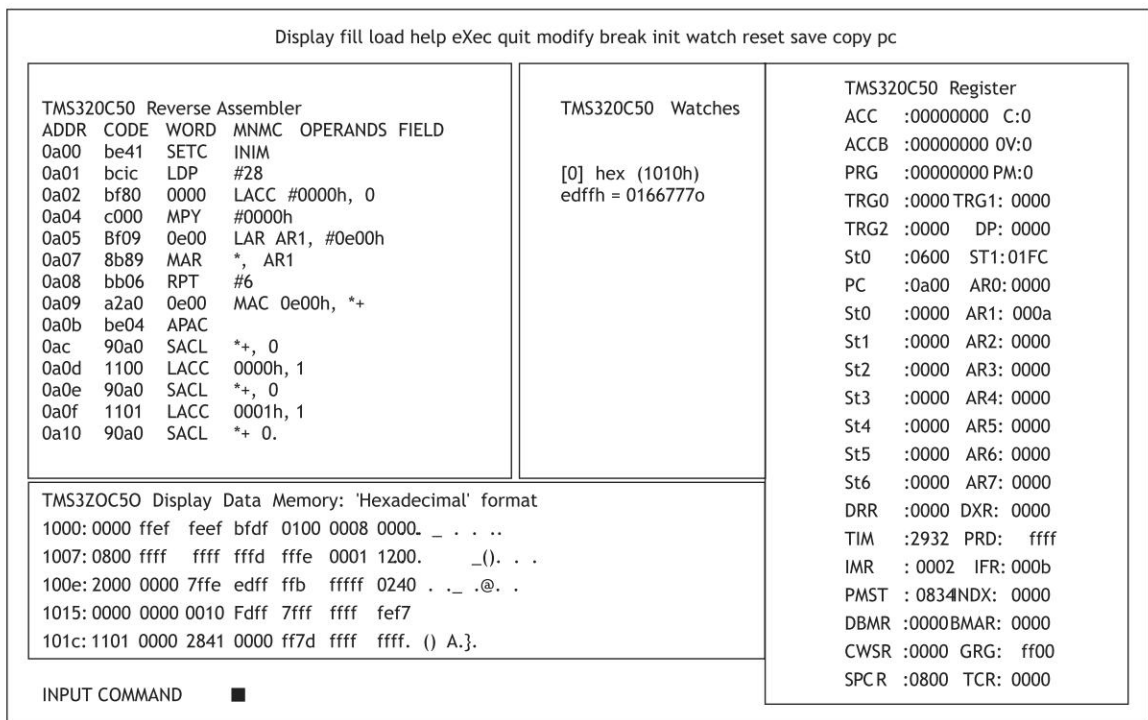 Display fill load help eXec quit modify break init watch reset save copy pc
TMS320C50 Reverse Assembler
ADDR CODE WORD MNMC OPERANDS FIELD
0a00 be41 SETC INIM
0a01 bcic LDP #28
0a02 bf80 0000 LACC #0000h, 0
0a04 c000 MPY #0000h
0a05 Bf09 0e00 LAR AR1, #0e00h
0a07 8b89 MAR *, AR1
0a08 bb06 RPT #6
0a09 a2a0 0e00 MAC 0e00h, *+
0a0b be04 APAC
0ac 90a0 SACL *+, 0
0a0d 1100 LACC 0000h, 1
0a0e 90a0 SACL *+, 0
0a0f 1101 LACC 0001h, 1
0a10 90a0 SACL *+ 0.
TMS320C50 Watches
[0] hex (1010h)
edffh = 0166777o
TMS320C50 Register
ACC :00000000 C:0
ACCB :00000000 0V:0
PRG :00000000 PM:0
TRG0 :0000 TRG1: 0000
TRG2 :0000 DP: 0000
St0 :0600 ST1:01FC
PC :0a00 AR0: 0000
St0 :0000 AR1: 000a
St1 :0000 AR2: 0000
St2 :0000 AR3: 0000
St3 :0000 AR4: 0000
St4 :0000 AR5: 0000
St5 :0000 AR6: 0000
St6 :0000 AR7: 0000
DRR :0000 DXR: 0000
TIM :2932 PRD: ffff
IMR : 0002 IFR: 000b
PMST : 0834 INDX: 0000
DBMR :0000 BMAR: 0000
CWSR :0000 GRG: ff00
SPCR :0800 TCR: 0000
TMS3ZOC5O Display Data Memory: 'Hexadecimal' format
1000: 0000 ffef feef bfdf 0100 0008 0000. _ . . ..
1007: 0800 ffff ffff fffd fffe 0001 1200. _(). . .
100e: 2000 0000 7ffe edff ffb fffff 0240 . ._ .@. .
1015: 0000 0000 0010 Fdff 7fff ffff fef7
101c: 1101 0000 2841 0000 ff7d ffff ffff. () A.}.
INPUT COMMAND